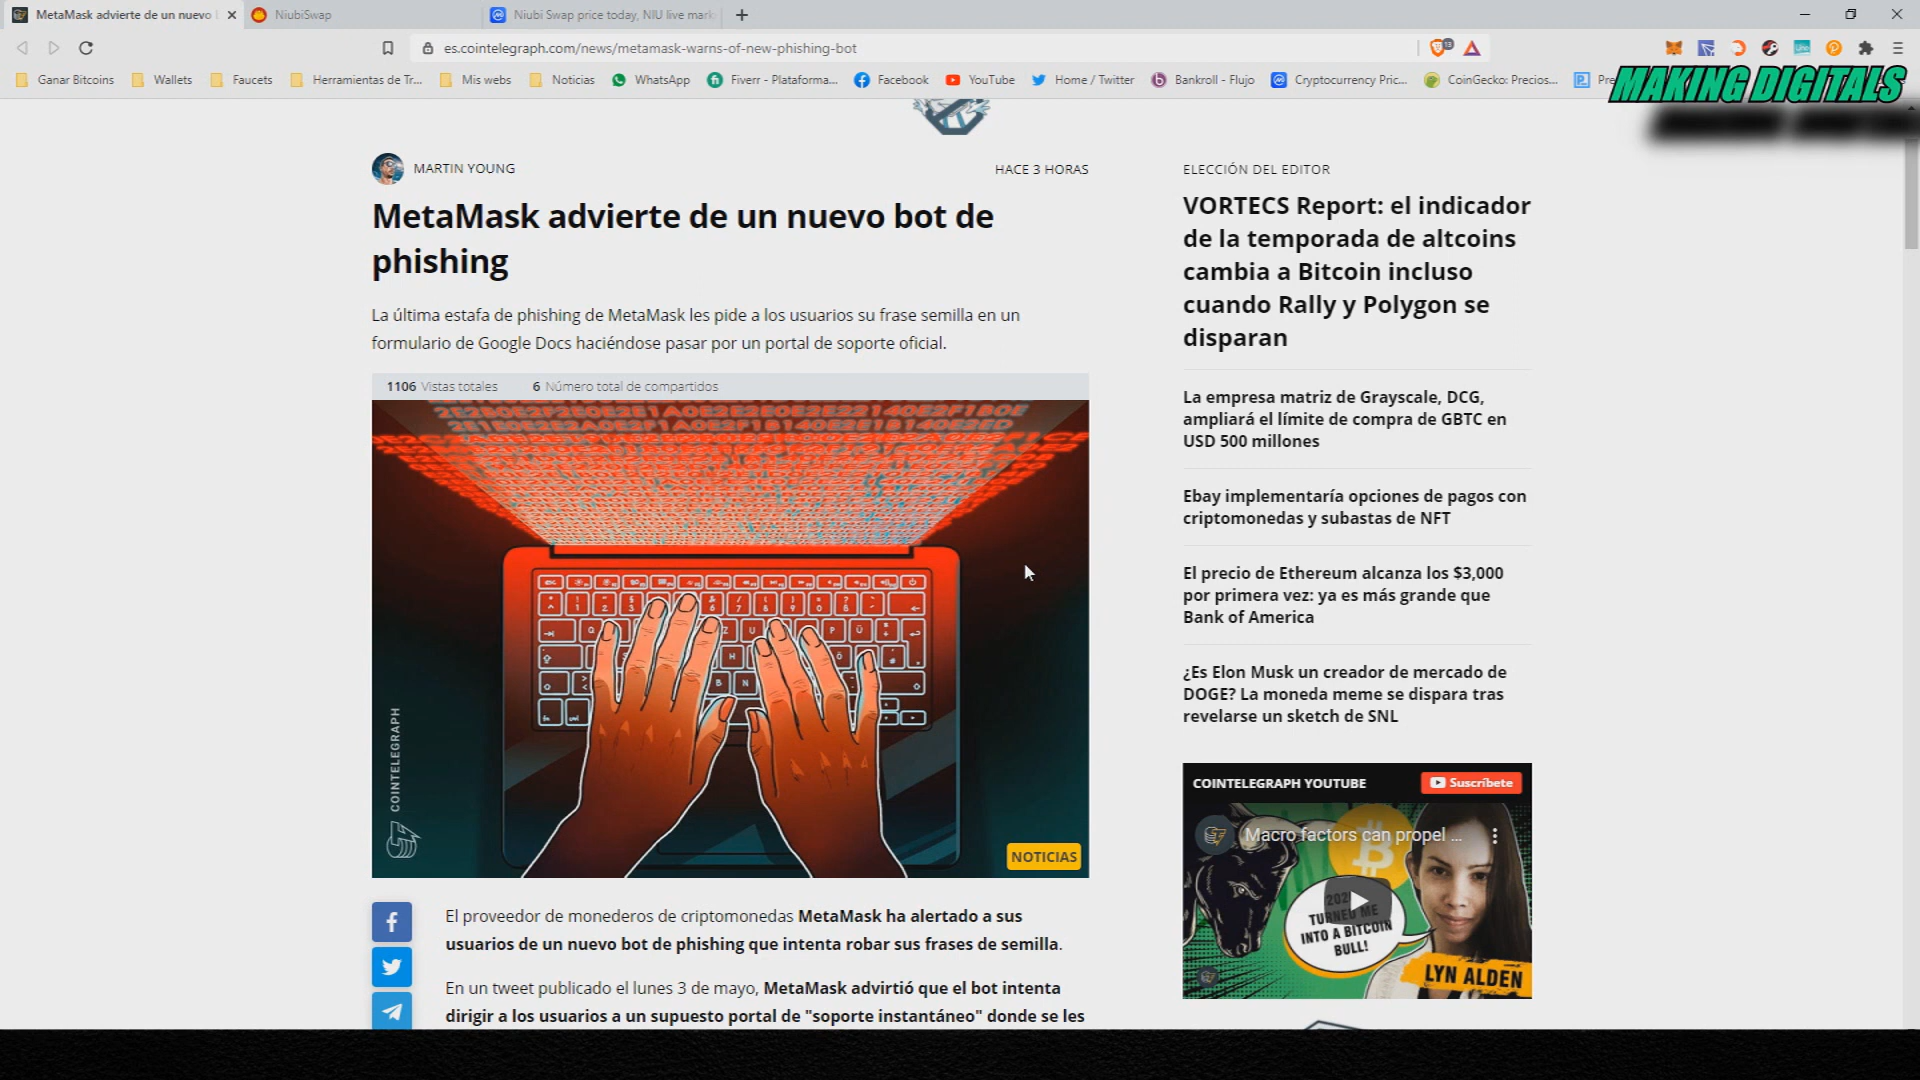 MetaMask advierte de un nuevo
NiubiSwap
Niubi Swap price today, NIU live mark
es.cointelegraph.com/news/metamask-warns-of-new-phishing-bot
13
Ganar Bitcoins
Wallets
Faucets
Herramientas de Tr...
Mis webs
Noticias
WhatsApp
Fiverr - Plataforma...
Facebook
YouTube
Home / Twitter
Bankroll - Flujo
Cryptocurrency Pric...
CoinGecko: Precios...
MAKING DIGITALS
MARTIN YOUNG
HACE 3 HORAS
MetaMask advierte de un nuevo bot de
phishing
La última estafa de phishing de MetaMask les pide a los usuarios su frase semilla en un
formulario de Google Docs haciéndose pasar por un portal de soporte oficial.
1106 Vistas totales
6 Número total de compartidos
COINTELEGRAPH
NOTICIAS
El proveedor de monederos de criptomonedas MetaMask ha alertado a sus
usuarios de un nuevo bot de phishing que intenta robar sus frases de semilla.
En un tweet publicado el lunes 3 de mayo, MetaMask advirtió que el bot intenta
dirigir a los usuarios a un supuesto portal de "soporte instantáneo" donde se les
ELECCIÓN DEL EDITOR
VORTECS Report: el indicador
de la temporada de altcoins
cambia a Bitcoin incluso
cuando Rally y Polygon se
disparan
La empresa matriz de Grayscale, DCG,
ampliará el límite de compra de GBTC en
USD 500 millones
Ebay implementaría opciones de pagos con
criptomonedas y subastas de NFT
El precio de Ethereum alcanza los $3,000
por primera vez: ya es más grande que
Bank of America
¿Es Elon Musk un creador de mercado de
DOGE? La moneda meme se dispara tras
revelarse un sketch de SNL
COINTELEGRAPH YOUTUBE
Suscríbete
Macro factors can propel ...
TURNED ME
INTO A BITCOIN
BULL!
LYN ALDEN